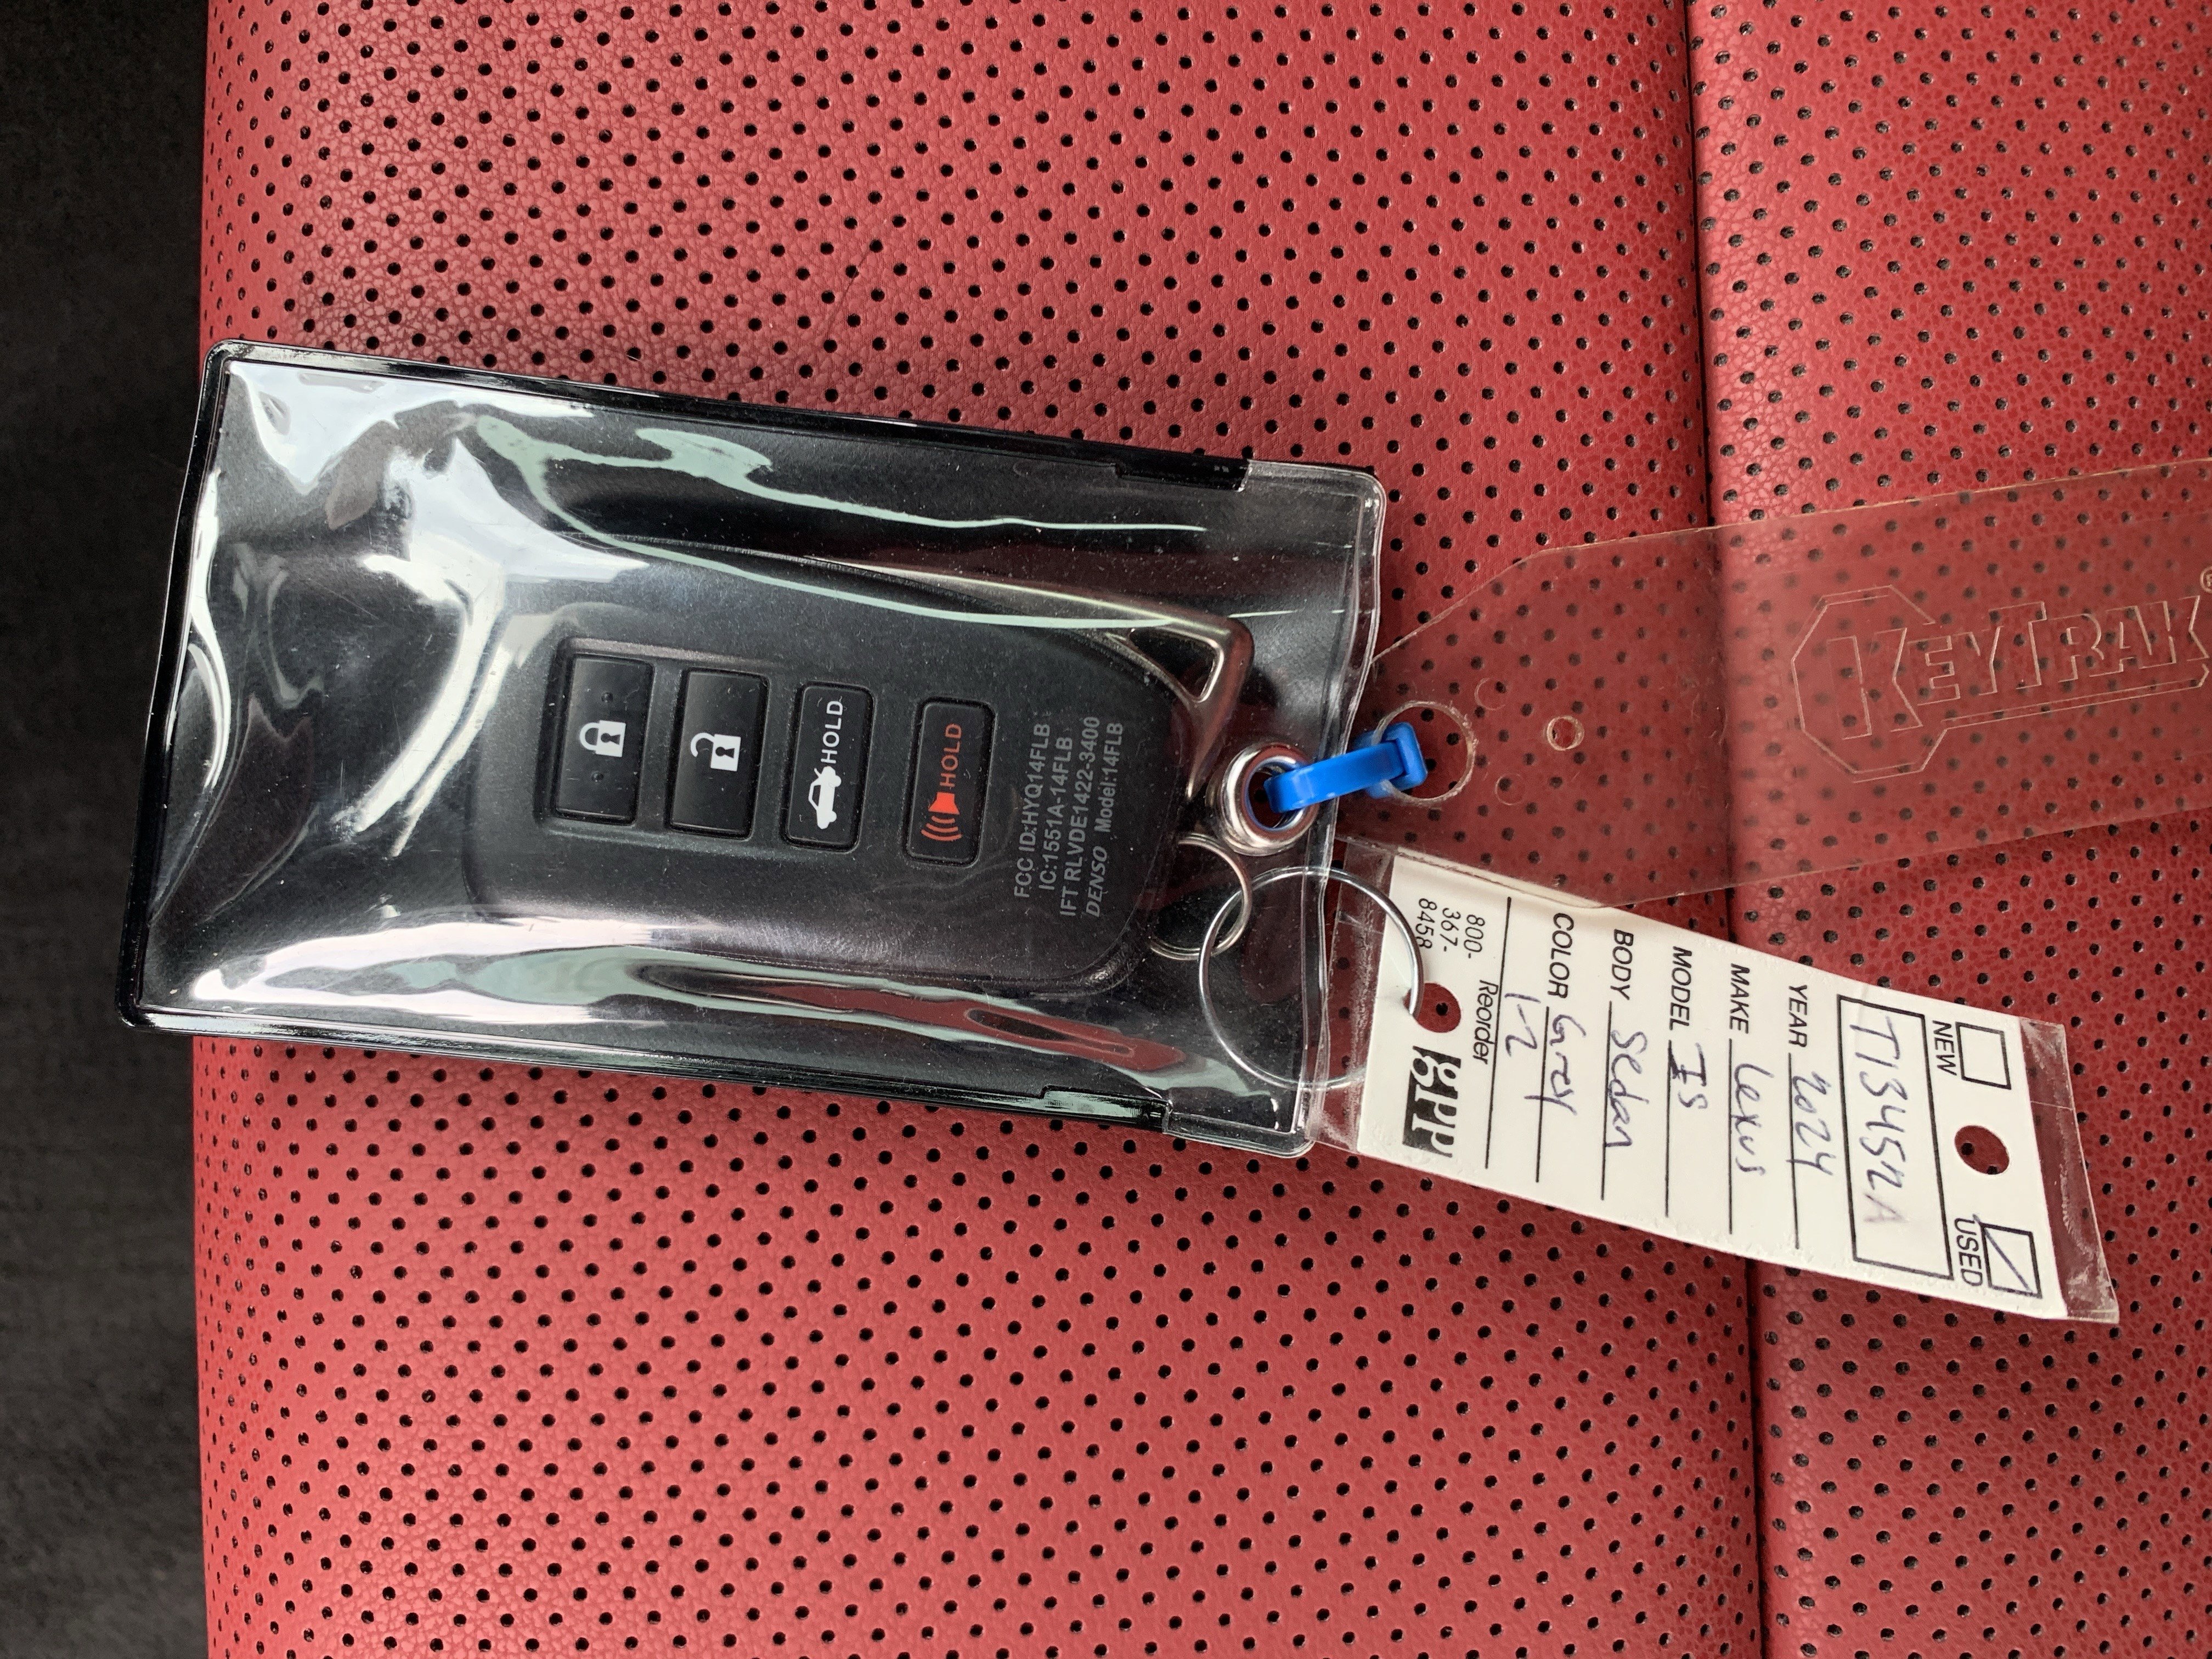 HOLD
HOLD
FCC ID:HYQ14FLB
IC:1551A-14FLB
IFT RLVDE1422-3400
DENSO Model:14FLB
KEYTRAK
NEW
USED
T13452A
YEAR 2024
MAKE Lexus
MODEL IS
BODY Sedan
COLOR Gray
1-2
800-
367-
8458
Reorder